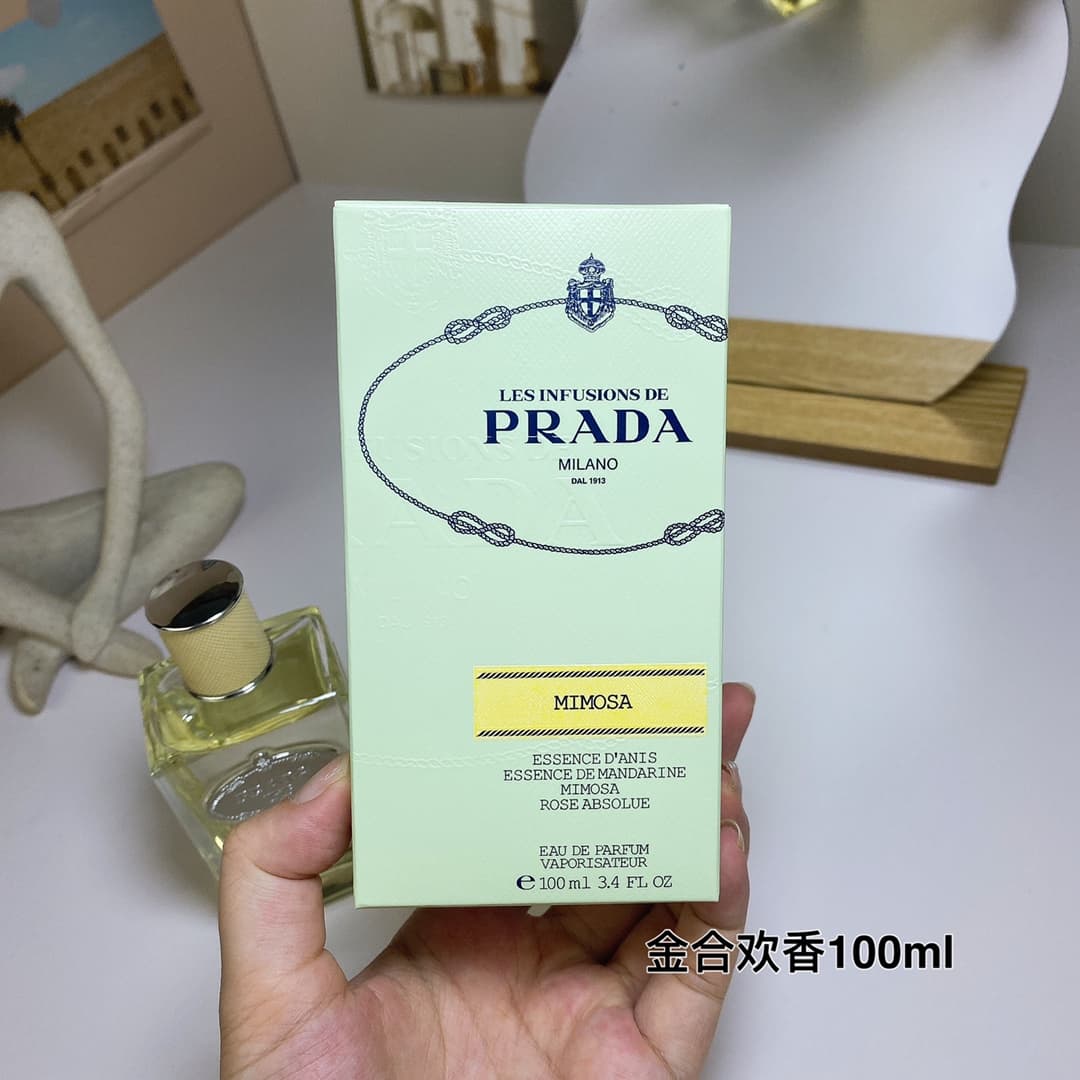 LES INFUSIONS DE
PRADA
MILANO
DAL 1913
MIMOSA
ESSENCE D'ANIS
ESSENCE DE MANDARINE
MIMOSA
ROSE ABSOLUE
EAU DE PARFUM
VAPORISATEUR
℮ 100 ml 3.4 FL OZ
金合欢香100ml